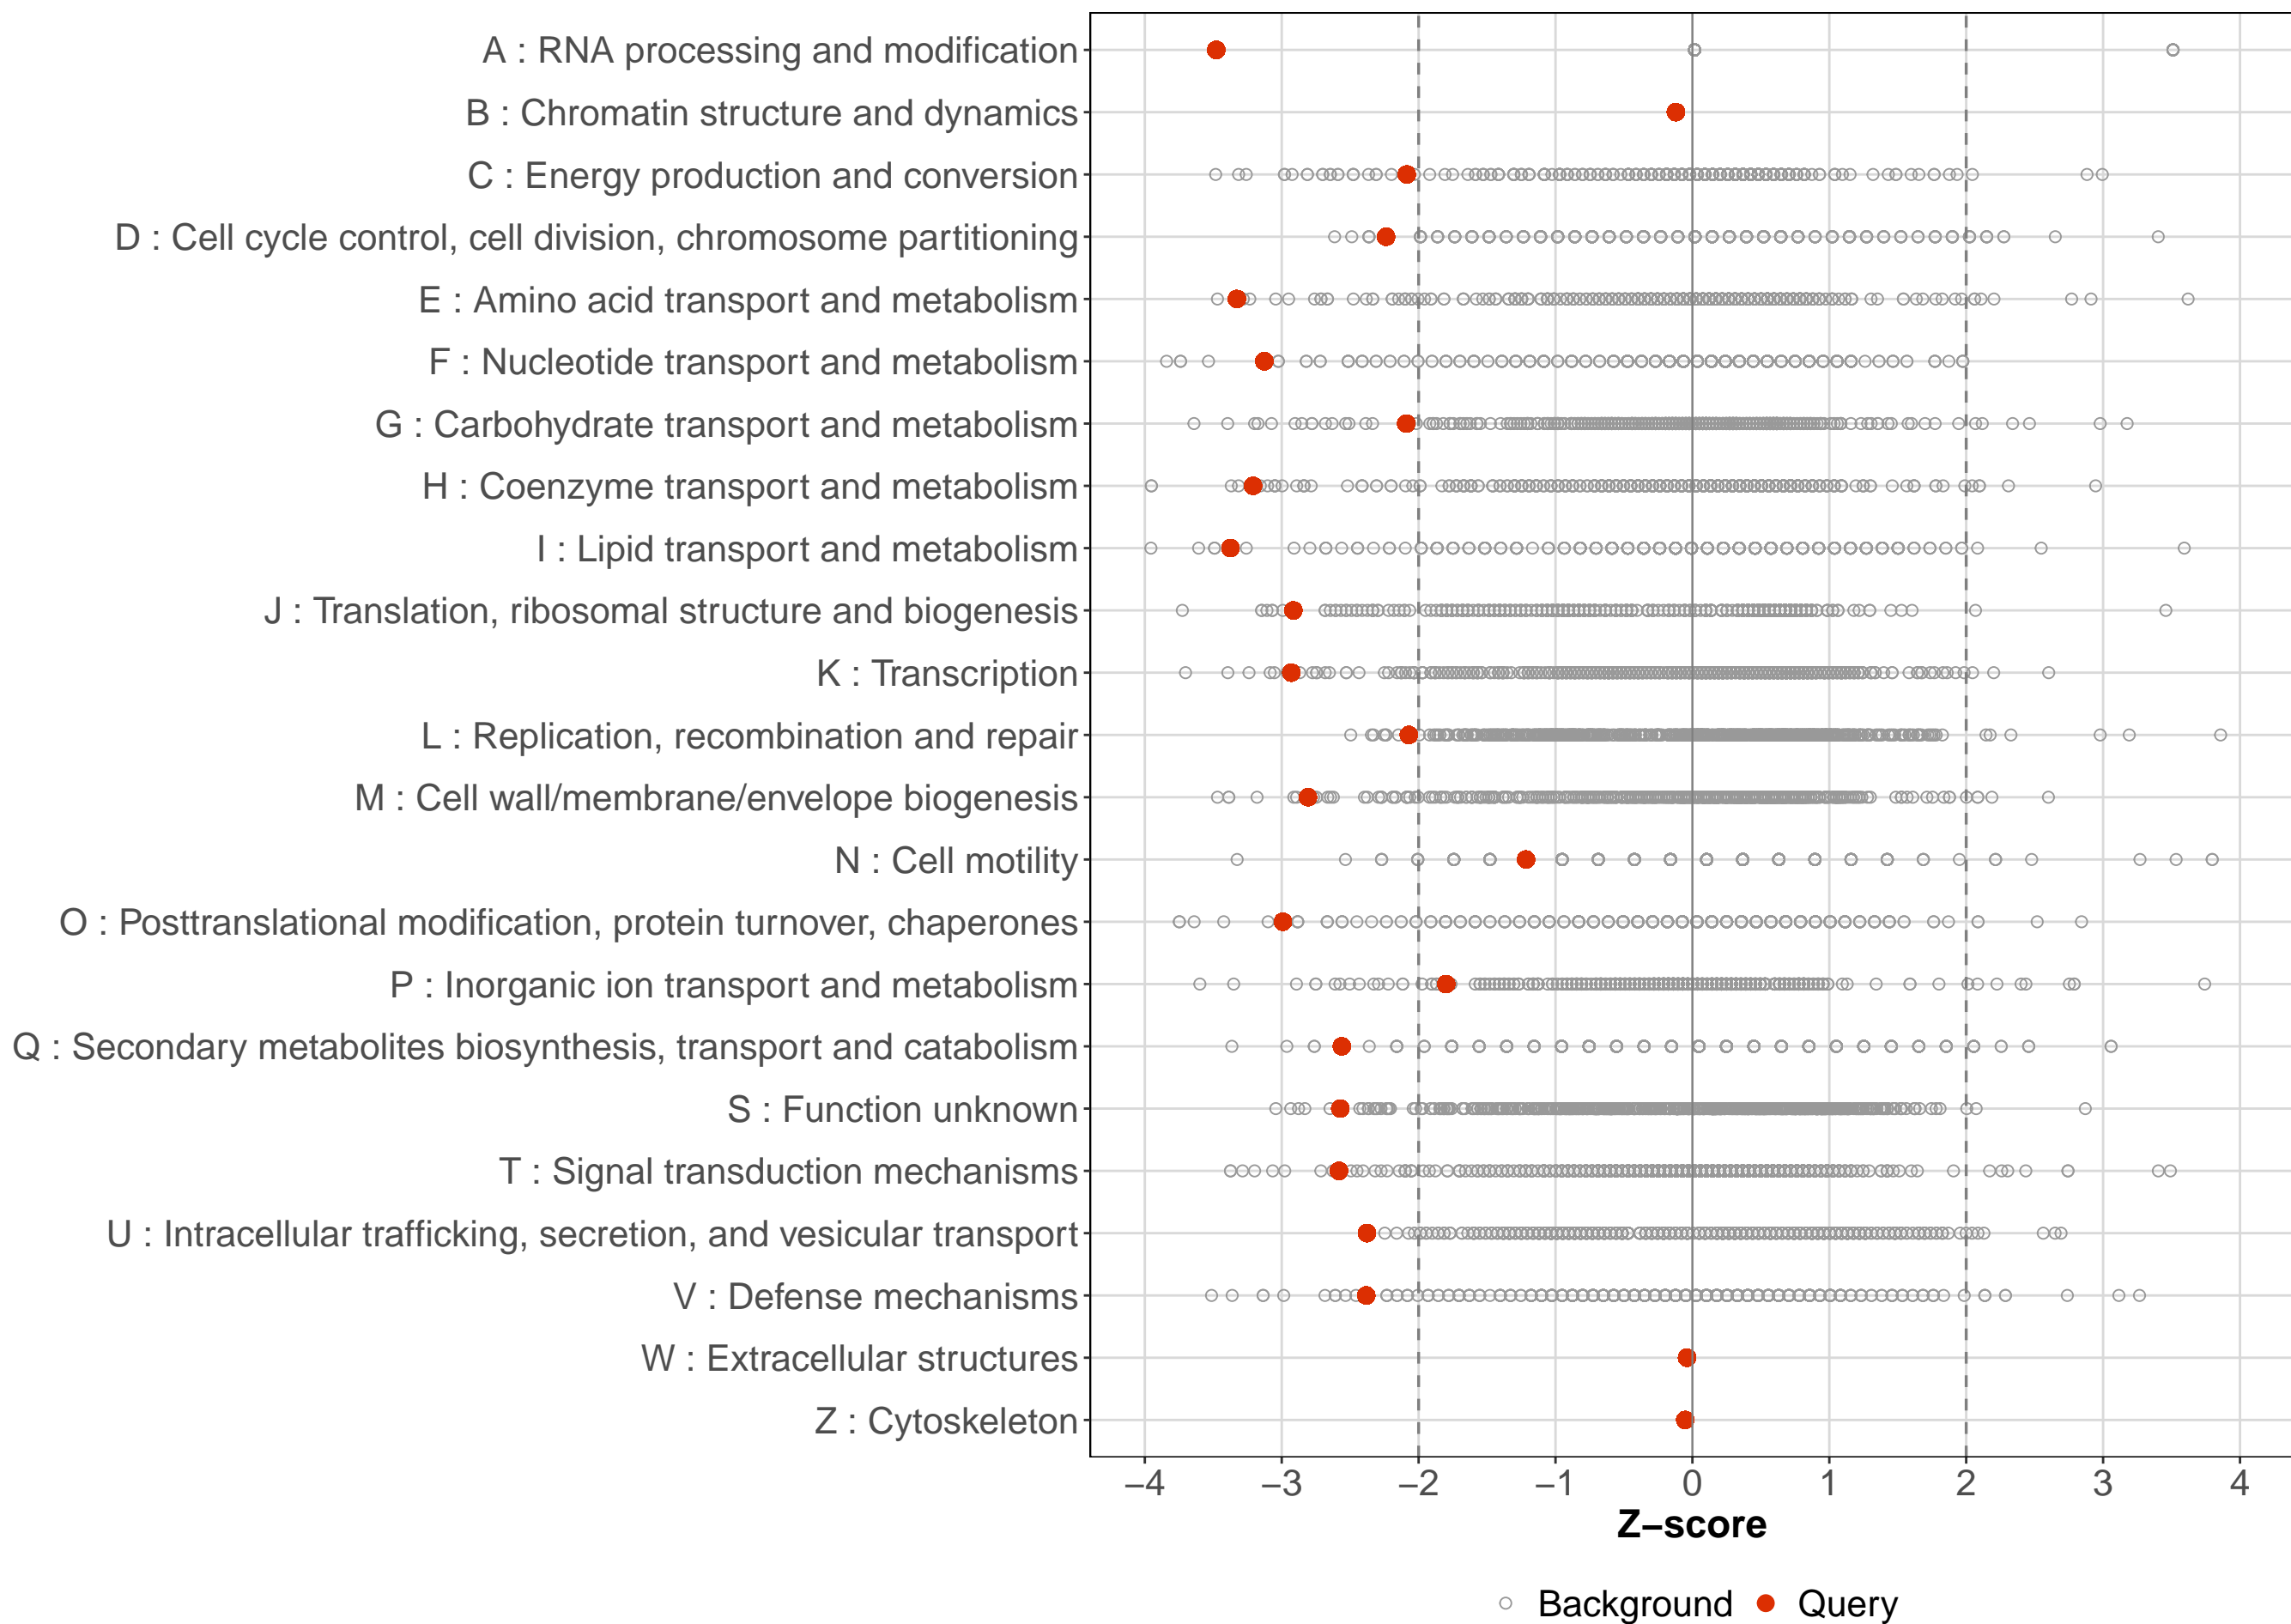 A : RNA processing and modification
B : Chromatin structure and dynamics
C : Energy production and conversion
D : Cell cycle control, cell division, chromosome partitioning
E : Amino acid transport and metabolism
F : Nucleotide transport and metabolism
G : Carbohydrate transport and metabolism
H : Coenzyme transport and metabolism
I : Lipid transport and metabolism
J : Translation, ribosomal structure and biogenesis
K : Transcription
L : Replication, recombination and repair
M : Cell wall/membrane/envelope biogenesis
N : Cell motility
O : Posttranslational modification, protein turnover, chaperones
P : Inorganic ion transport and metabolism
Q : Secondary metabolites biosynthesis, transport and catabolism
S : Function unknown
T : Signal transduction mechanisms
U : Intracellular trafficking, secretion, and vesicular transport
V : Defense mechanisms
W : Extracellular structures
Z : Cytoskeleton
−4 −3 −2 −1 0 1 2 3 4
Z−score
Background Query